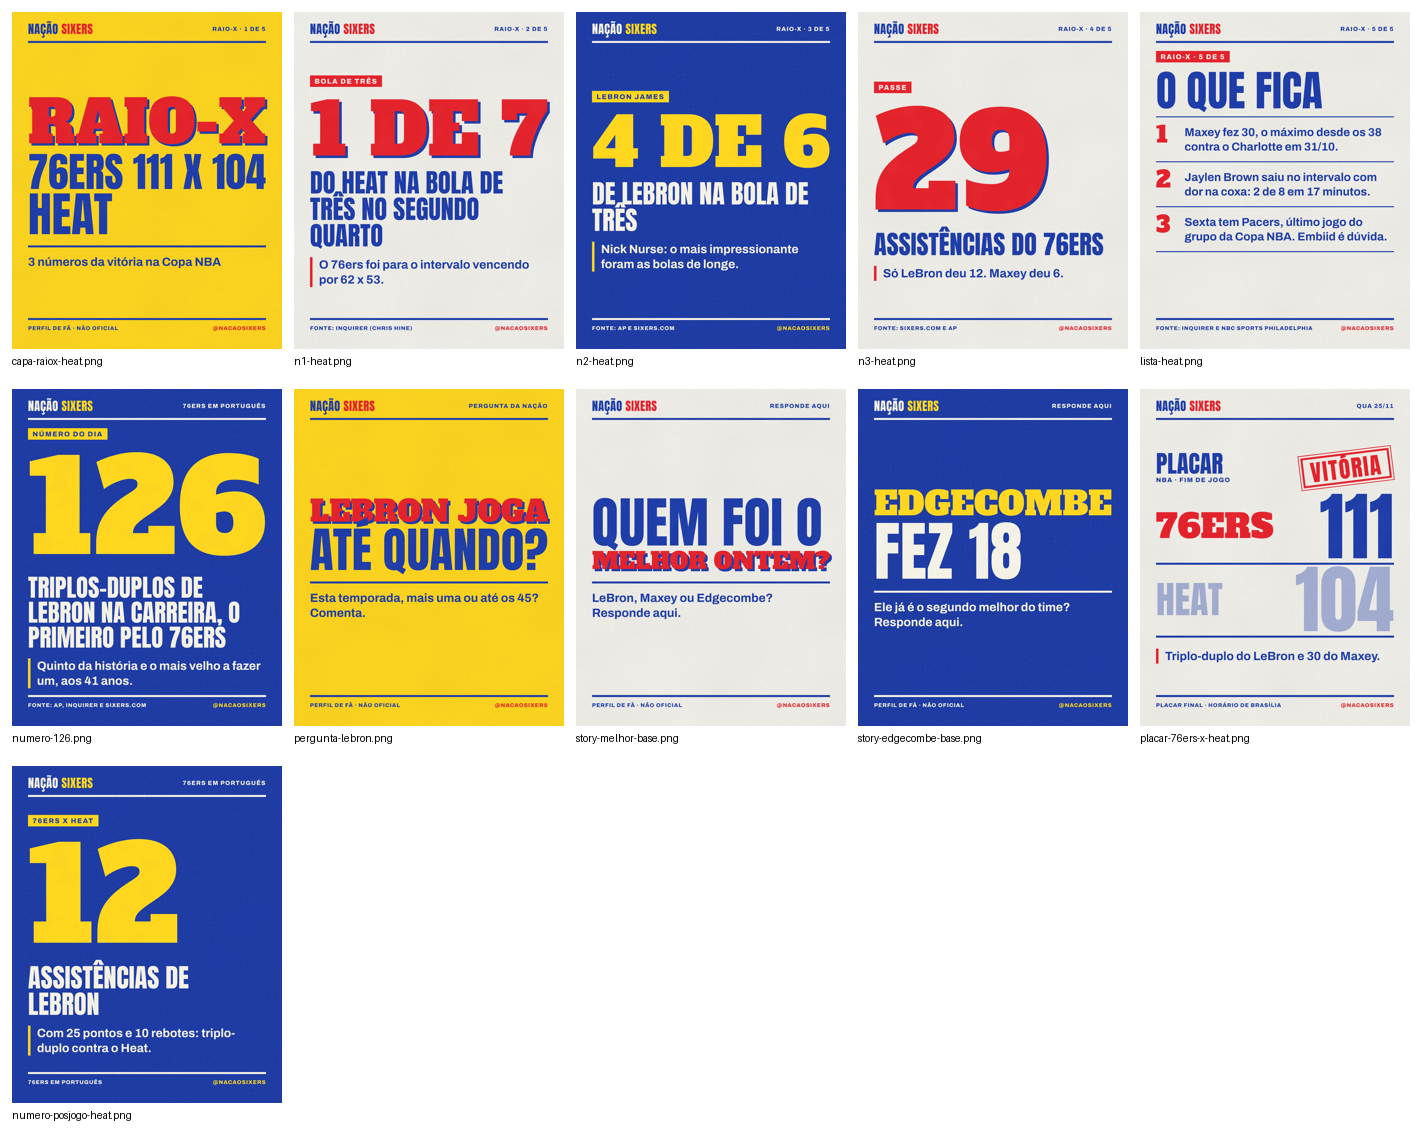 NAÇÃO SIXERS
RAIO-X · 1 DE 5
RAIO-X
76ERS 111 X 104
HEAT
3 números da vitória na Copa NBA
PERFIL DE FÃ · NÃO OFICIAL
@NACAOSIXERS
capa-raiox-heat.png
NAÇÃO SIXERS
RAIO-X · 2 DE 5
BOLA DE TRÊS
1 DE 7
DO HEAT NA BOLA DE
TRÊS NO SEGUNDO
QUARTO
O 76ers foi para o intervalo vencendo
por 62 x 53.
FONTE: INQUIRER (CHRIS HINE)
@NACAOSIXERS
n1-heat.png
NAÇÃO SIXERS
RAIO-X · 3 DE 5
LEBRON JAMES
4 DE 6
DE LEBRON NA BOLA DE
TRÊS
Nick Nurse: o mais impressionante
foram as bolas de longe.
FONTE: AP E SIXERS.COM
@NACAOSIXERS
n2-heat.png
NAÇÃO SIXERS
RAIO-X · 4 DE 5
PASSE
29
ASSISTÊNCIAS DO 76ERS
Só LeBron deu 12. Maxey deu 6.
FONTE: SIXERS.COM E AP
@NACAOSIXERS
n3-heat.png
NAÇÃO SIXERS
RAIO-X · 5 DE 5
RAIO-X · 5 DE 5
O QUE FICA
1 Maxey fez 30, o máximo desde os 38
contra o Charlotte em 31/10.
2 Jaylen Brown saiu no intervalo com
dor na coxa: 2 de 8 em 17 minutos.
3 Sexta tem Pacers, último jogo do
grupo da Copa NBA. Embiid é dúvida.
FONTE: INQUIRER E NBC SPORTS PHILADELPHIA
@NACAOSIXERS
lista-heat.png
NAÇÃO SIXERS
76ERS EM PORTUGUÊS
NÚMERO DO DIA
126
TRIPLOS-DUPLOS DE
LEBRON NA CARREIRA, O
PRIMEIRO PELO 76ERS
Quinto da história e o mais velho a fazer
um, aos 41 anos.
FONTE: AP, INQUIRER E SIXERS.COM
@NACAOSIXERS
numero-126.png
NAÇÃO SIXERS
PERGUNTA DA NAÇÃO
LEBRON JOGA
ATÉ QUANDO?
Esta temporada, mais uma ou até os 45?
Comenta.
PERFIL DE FÃ · NÃO OFICIAL
@NACAOSIXERS
pergunta-lebron.png
NAÇÃO SIXERS
RESPONDE AQUI
QUEM FOI O
MELHOR ONTEM?
LeBron, Maxey ou Edgecombe?
Responde aqui.
PERFIL DE FÃ · NÃO OFICIAL
@NACAOSIXERS
story-melhor-base.png
NAÇÃO SIXERS
RESPONDE AQUI
EDGECOMBE
FEZ 18
Ele já é o segundo melhor do time?
Responde aqui.
PERFIL DE FÃ · NÃO OFICIAL
@NACAOSIXERS
story-edgecombe-base.png
NAÇÃO SIXERS
QUA 25/11
PLACAR
NBA · FIM DE JOGO
VITÓRIA
76ERS 111
HEAT 104
Triplo-duplo do LeBron e 30 do Maxey.
PLACAR FINAL · HORÁRIO DE BRASÍLIA
@NACAOSIXERS
placar-76ers-x-heat.png
NAÇÃO SIXERS
76ERS EM PORTUGUÊS
76ERS X HEAT
12
ASSISTÊNCIAS DE
LEBRON
Com 25 pontos e 10 rebotes: triplo-
duplo contra o Heat.
76ERS EM PORTUGUÊS
@NACAOSIXERS
numero-posjogo-heat.png